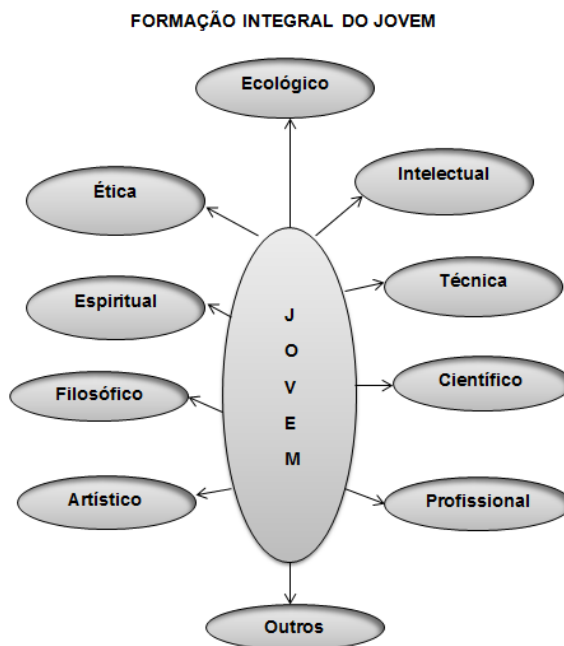 FORMAÇÃO INTEGRAL DO JOVEM
Ecológico
Ética
Intelectual
Espiritual
Técnica
J
O
V
E
M
Filosófico
Científico
Artístico
Profissional
Outros